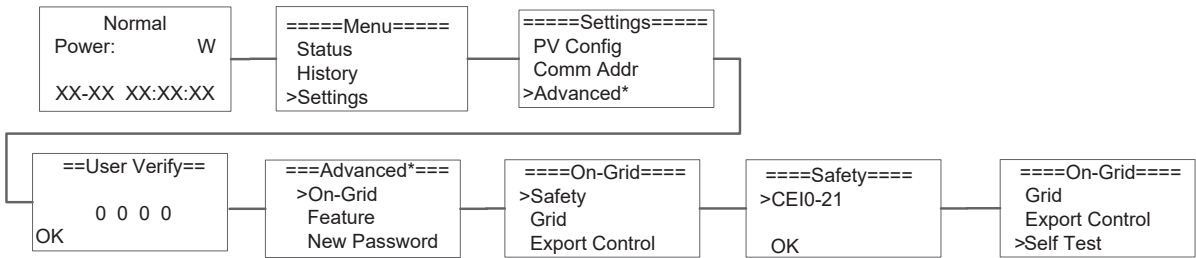 Normal
Power: W
XX-XX XX:XX:XX
=====Menu=====
Status
History
>Settings
=====Settings=====
PV Config
Comm Addr
>Advanced*
==User Verify==
0 0 0 0
OK
===Advanced*===
>On-Grid
Feature
New Password
====On-Grid====
>Safety
Grid
Export Control
====Safety====
>CEI0-21
OK
====On-Grid====
Grid
Export Control
>Self Test